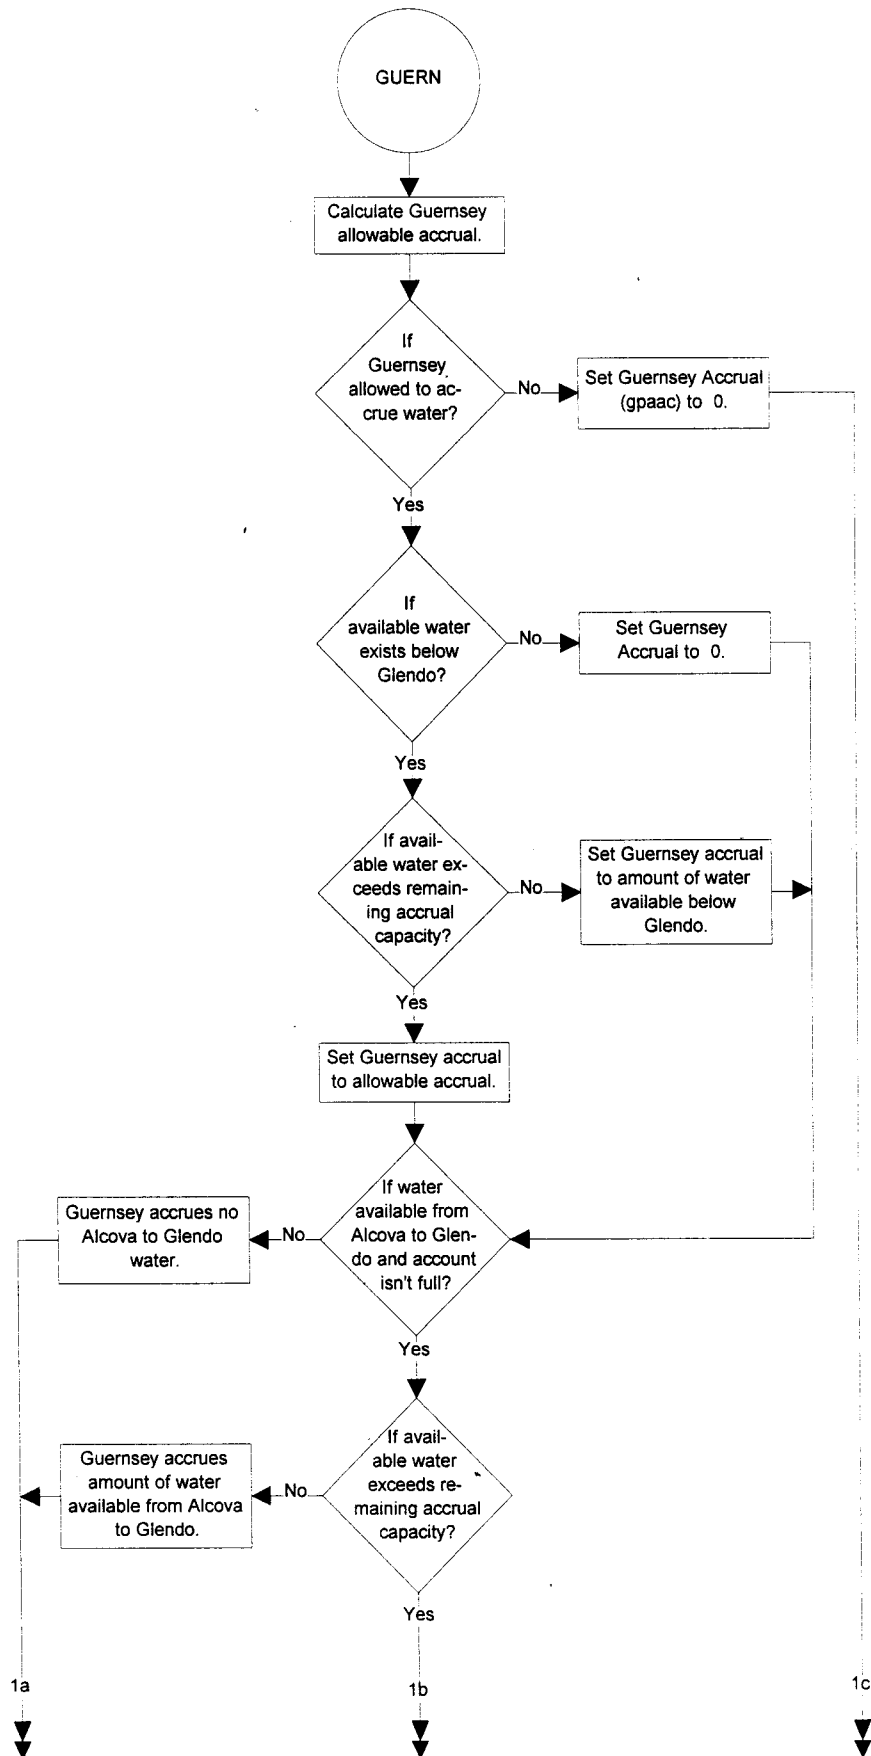 GUERN
Calculate Guernsey
allowable accrual.
If
Guernsey
allowed to ac-
crue water?
No
Set Guernsey Accrual
(gpaac) to 0.
Yes
If
available water
exists below
Glendo?
No
Set Guernsey
Accrual to 0.
Yes
If avail-
able water ex-
ceeds remain-
ing accrual
capacity?
No
Set Guernsey accrual
to amount of water
available below
Glendo.
Yes
Set Guernsey accrual
to allowable accrual.
If water
available from
Alcova to Glen-
do and account
isn't full?
No
Guernsey accrues no
Alcova to Glendo
water.
Yes
If avail-
able water
exceeds re-
maining accrual
capacity?
No
Guernsey accrues
amount of water
available from Alcova
to Glendo.
Yes
1a
1b
1c